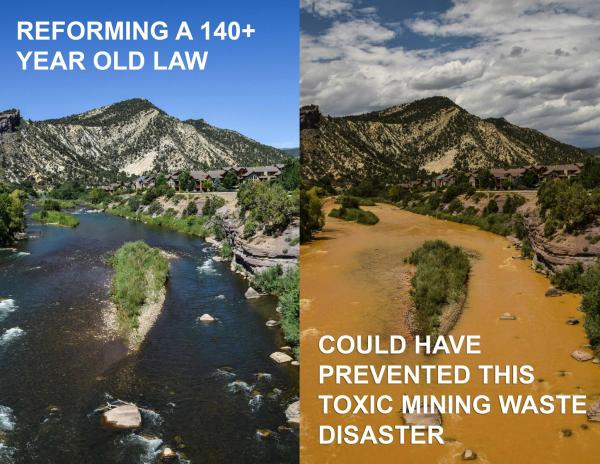 REFORMING A 140+
YEAR OLD LAW
COULD HAVE
PREVENTED THIS
TOXIC MINING WASTE
DISASTER